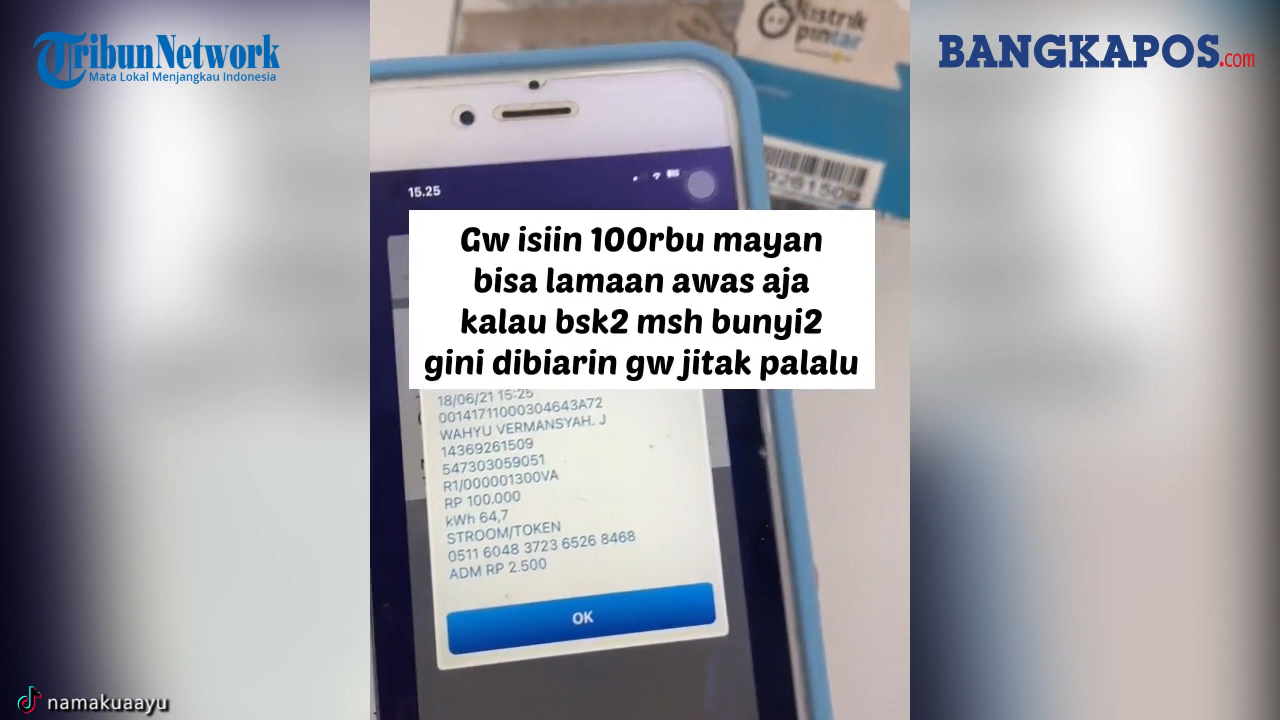 TribunNetwork
Mata Lokal Menjangkau Indonesia
BANGKAPOS.com
listrik
pintar
9261509
15.25
Gw isiin 100rbu mayan
bisa lamaan awas aja
kalau bsk2 msh bunyi2
gini dibiarin gw jitak palalu
18/06/21 15:25
00141711000304643A72
WAHYU VERMANSYAH. J
14369261509
547303059051
R1/000001300VA
RP 100.000
kWh 64,7
STROOM/TOKEN
0511 6048 3723 6526 8468
ADM RP 2.500
OK
namakuaayu